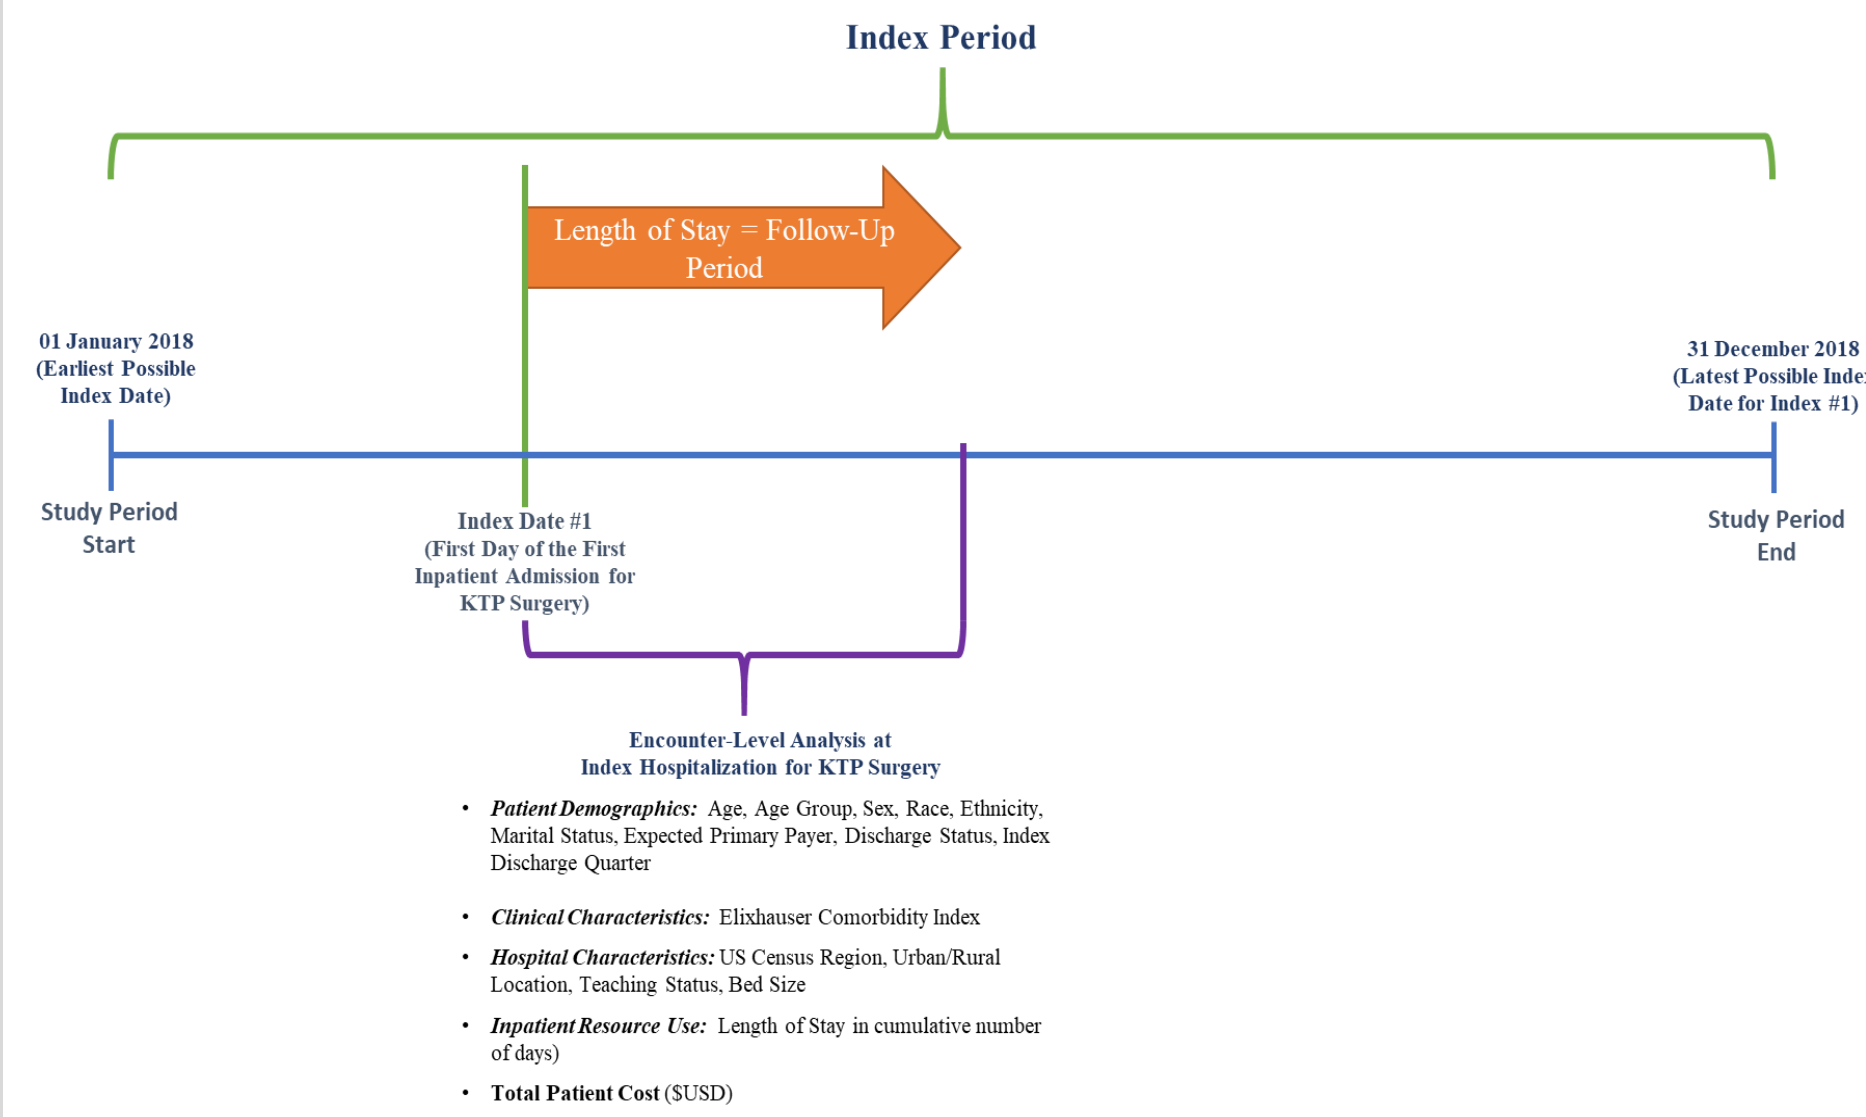 Index Period
Length of Stay = Follow-Up
Period
01 January 2018
(Earliest Possible
Index Date)
31 December 2018
(Latest Possible Inde
Date for Index #1)
Study Period
Start
Index Date #1
(First Day of the First
Inpatient Admission for
KTP Surgery)
Study Period
End
Encounter-Level Analysis at
Index Hospitalization for KTP Surgery
• Patient Demographics: Age, Age Group, Sex, Race, Ethnicity,
Marital Status, Expected Primary Payer, Discharge Status, Index
Discharge Quarter
• Clinical Characteristics: Elixhauser Comorbidity Index
• Hospital Characteristics: US Census Region, Urban/Rural
Location, Teaching Status, Bed Size
• Inpatient Resource Use: Length of Stay in cumulative number
of days)
• Total Patient Cost ($USD)